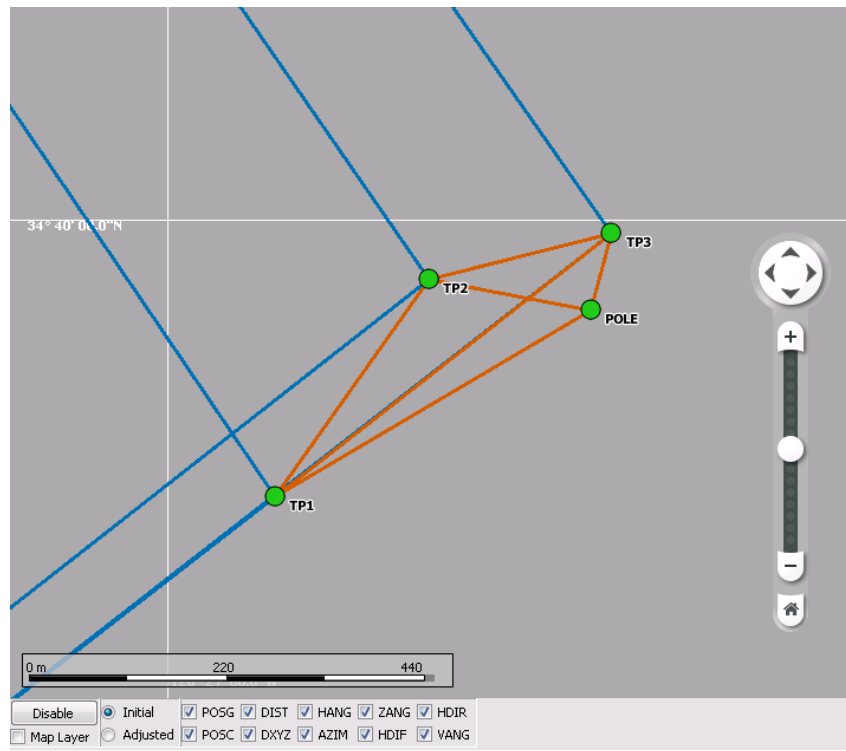 34° 40' 00.0"N
TP3
TP2
POLE
+
TP1
−
0 m 220 440
Disable Initial POSG DIST HANG ZANG HDIR
Map Layer Adjusted POSC DXYZ AZIM HDIF VANG